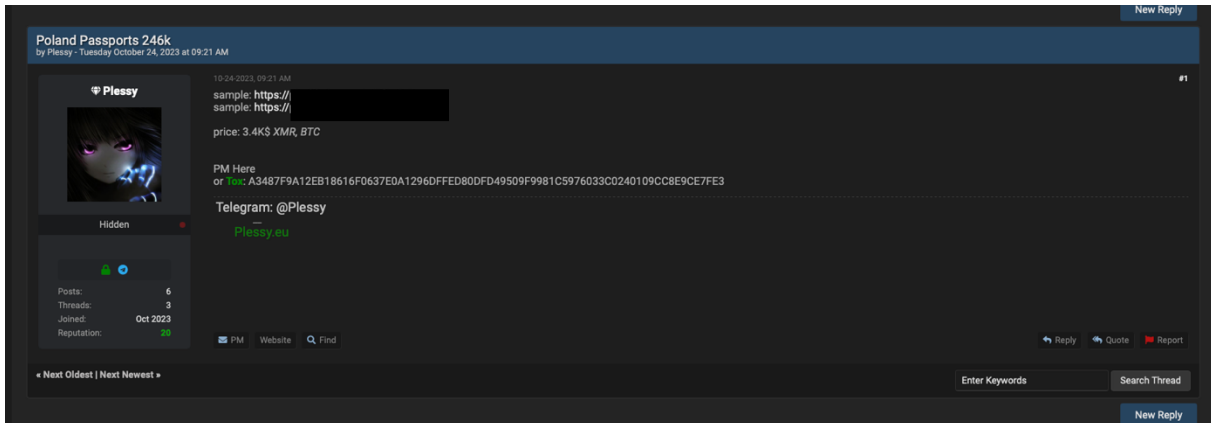 New Reply
Poland Passports 246k
by Plessy - Tuesday October 24, 2023 at 09:21 AM
Plessy
Hidden
Posts: 6
Threads: 3
Joined: Oct 2023
Reputation: 20
10-24-2023, 09:21 AM
#1
sample: https://
sample: https://
price: 3.4K$ XMR, BTC
PM Here
or Tox: A3487F9A12EB18616F0637E0A1296DFFED80DFD49509F9981C5976033C0240109CC8E9CE7FE3
Telegram: @Plessy
—
Plessy.eu
PM Website Find
Reply Quote Report
« Next Oldest | Next Newest »
Enter Keywords
Search Thread
New Reply